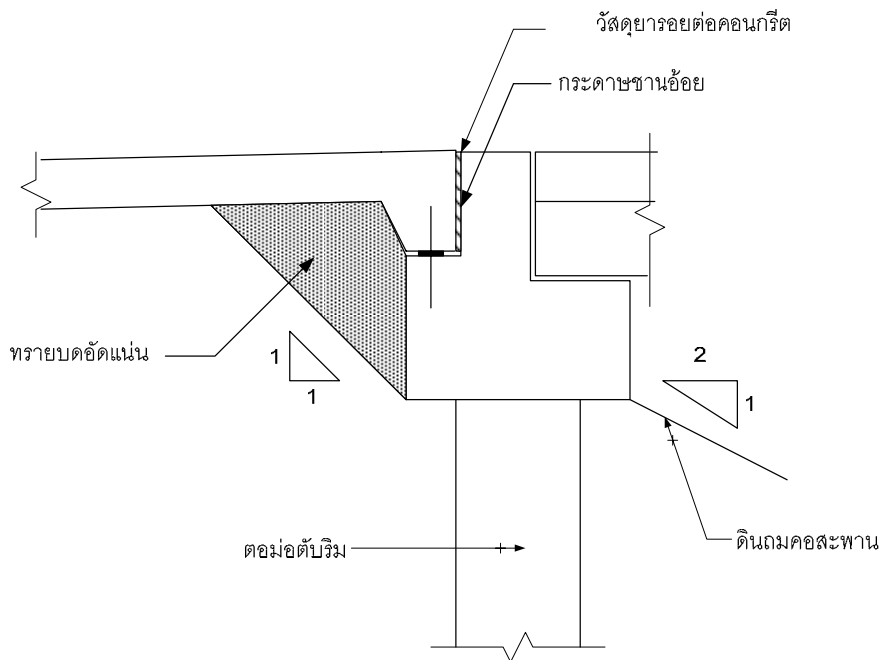 วัสดุยารอยต่อคอนกรีต
กระดาษชานอ้อย
ทรายบดอัดแน่น
1
1
2
1
ตอม่อตับริม
ดินถมคอสะพาน